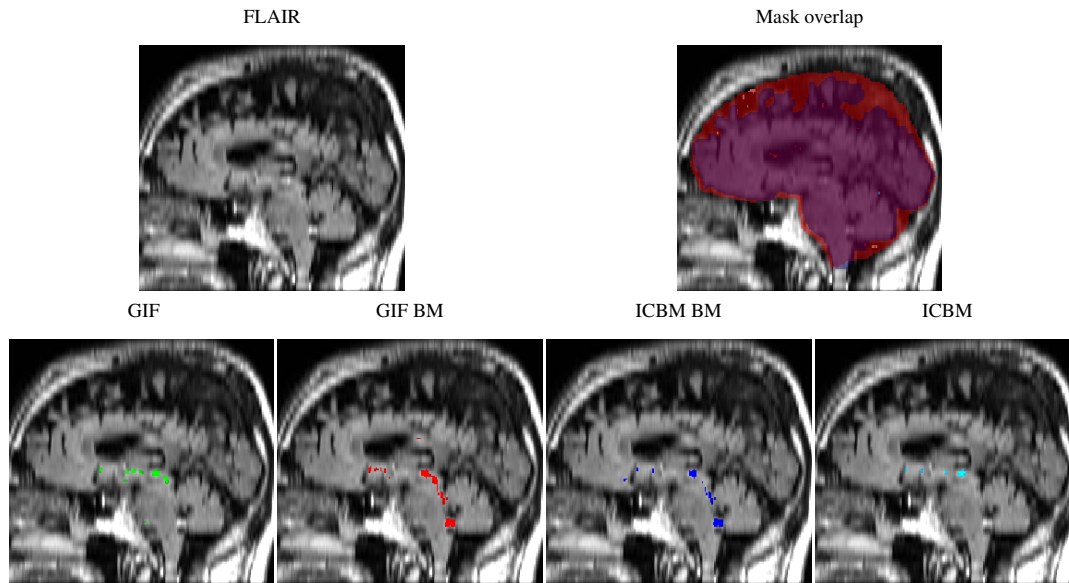 FLAIR
Mask overlap
GIF
GIF BM
ICBM BM
ICBM